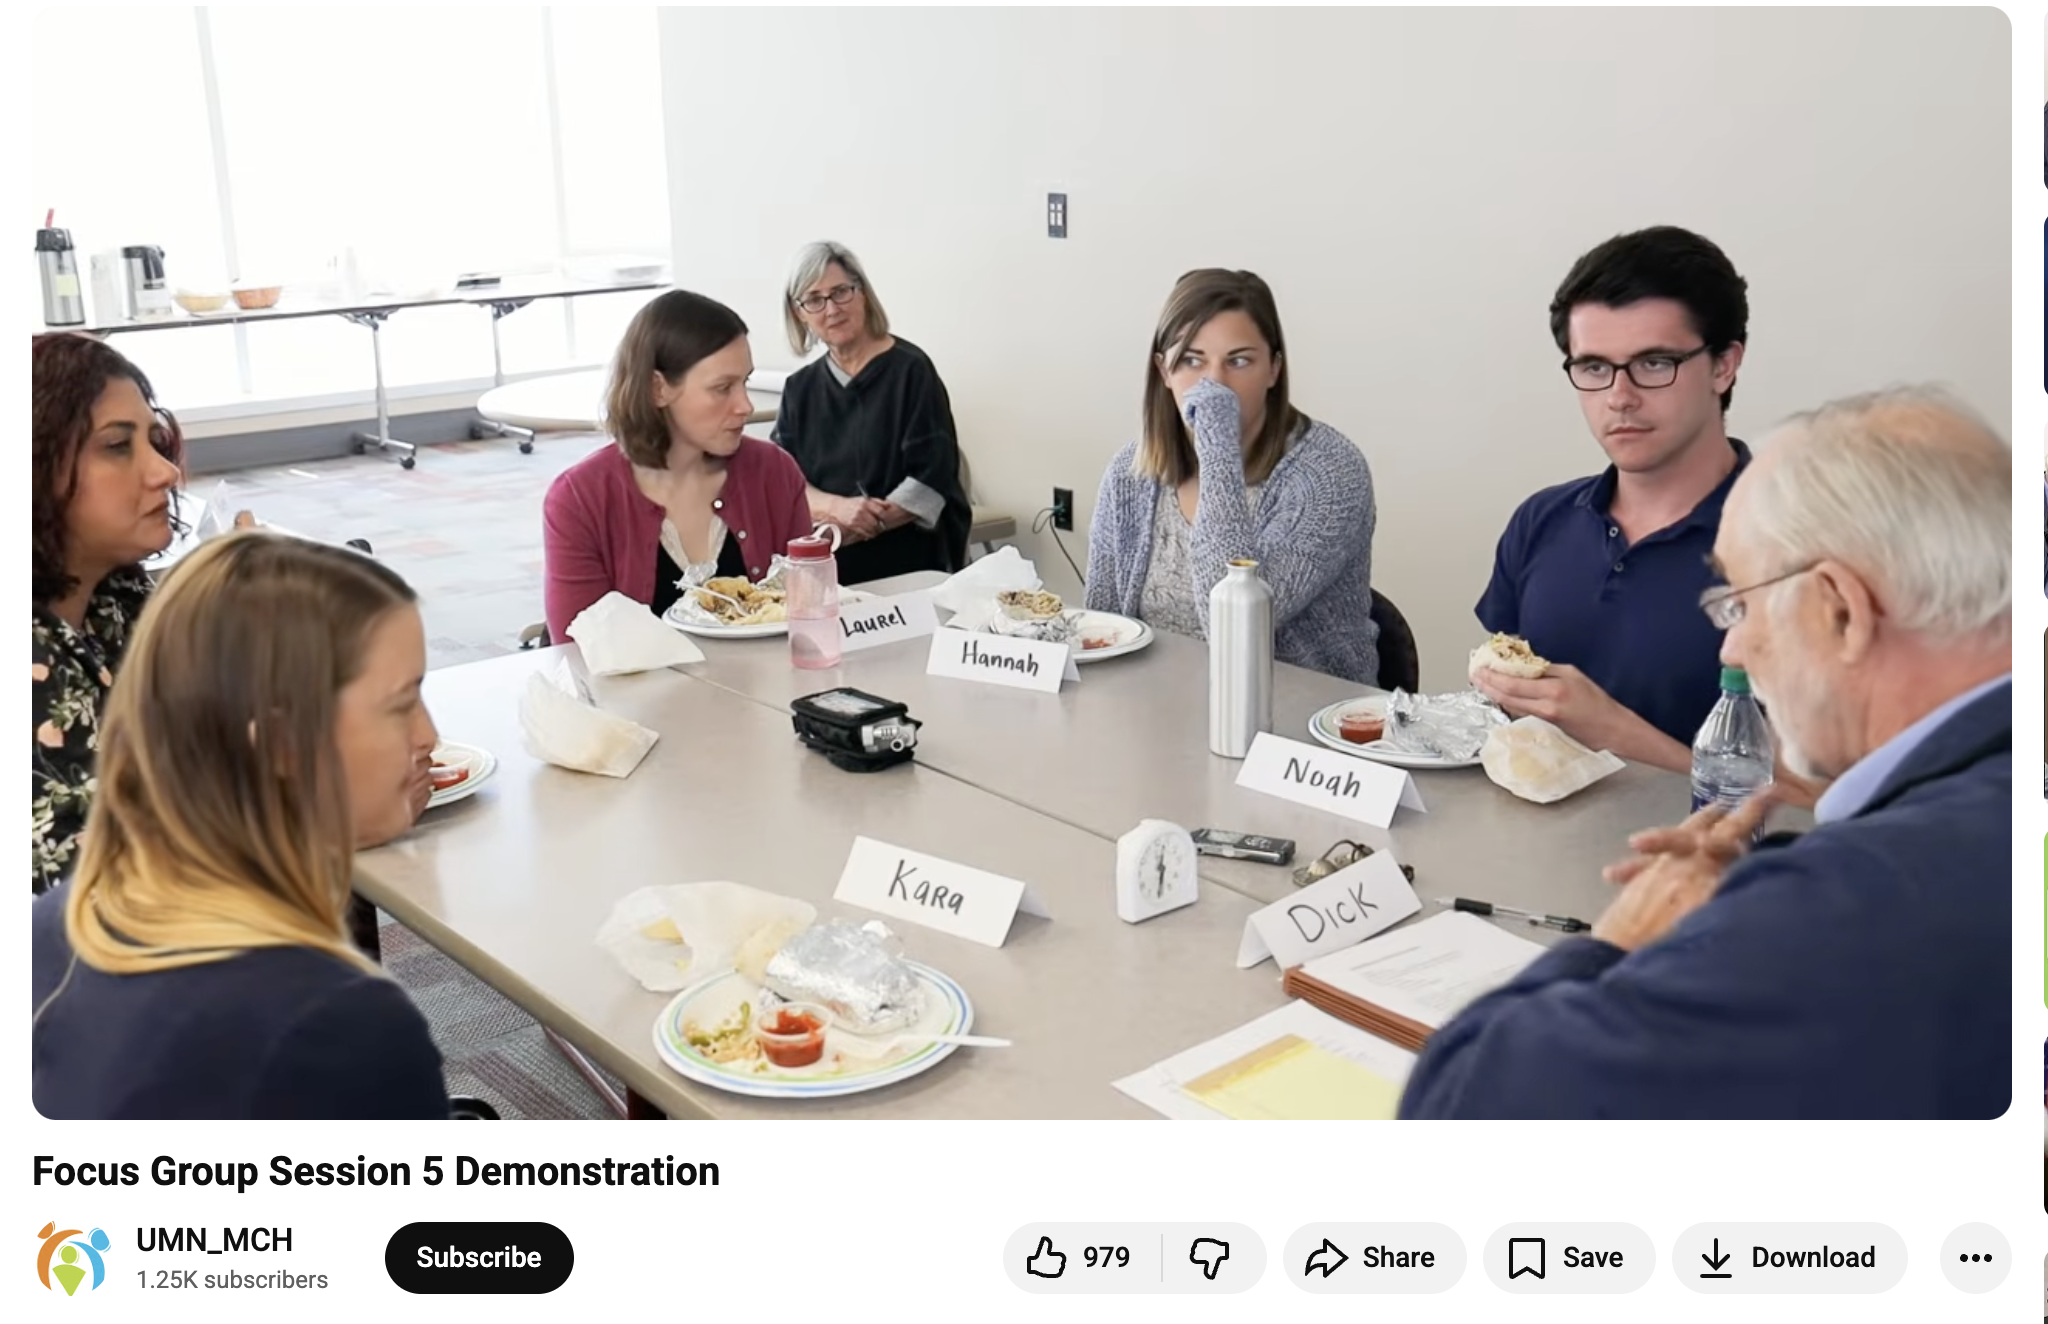 Laurel
Hannah
Noah
Kara
Dick
Focus Group Session 5 Demonstration
UMN_MCH
1.25K subscribers
Subscribe
979
Share
Save
Download